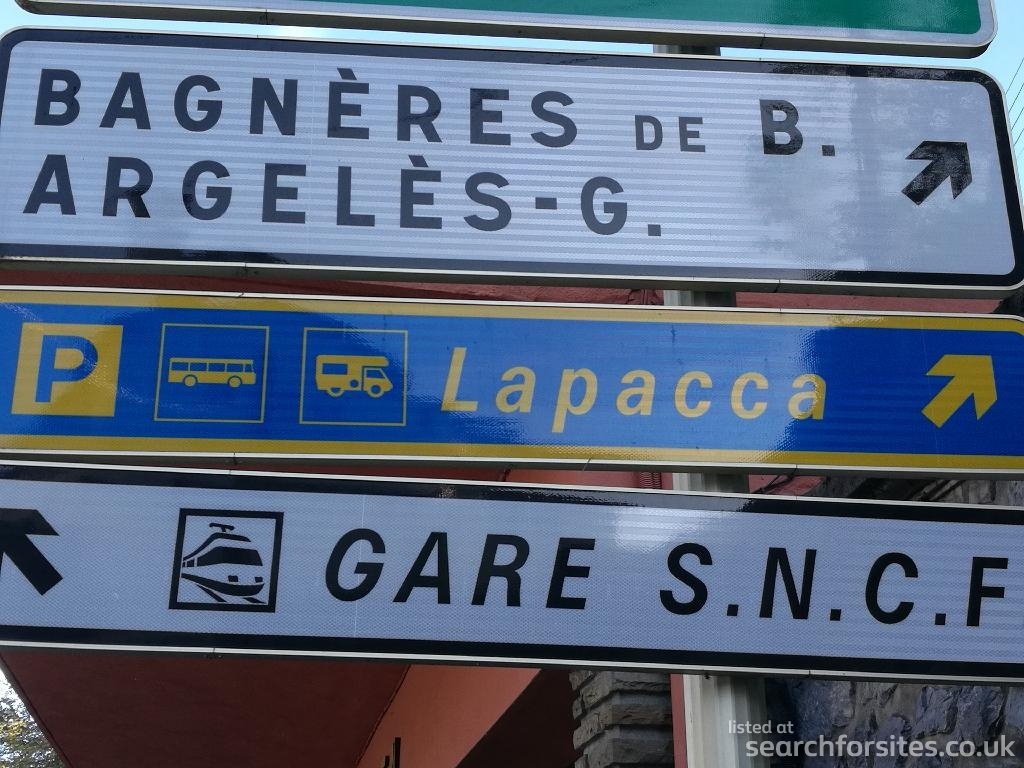 BAGNÈRES DE B.
ARGELÈS-G.
P Lapacca
GARE S.N.C.F
listed at
searchforsites.co.uk